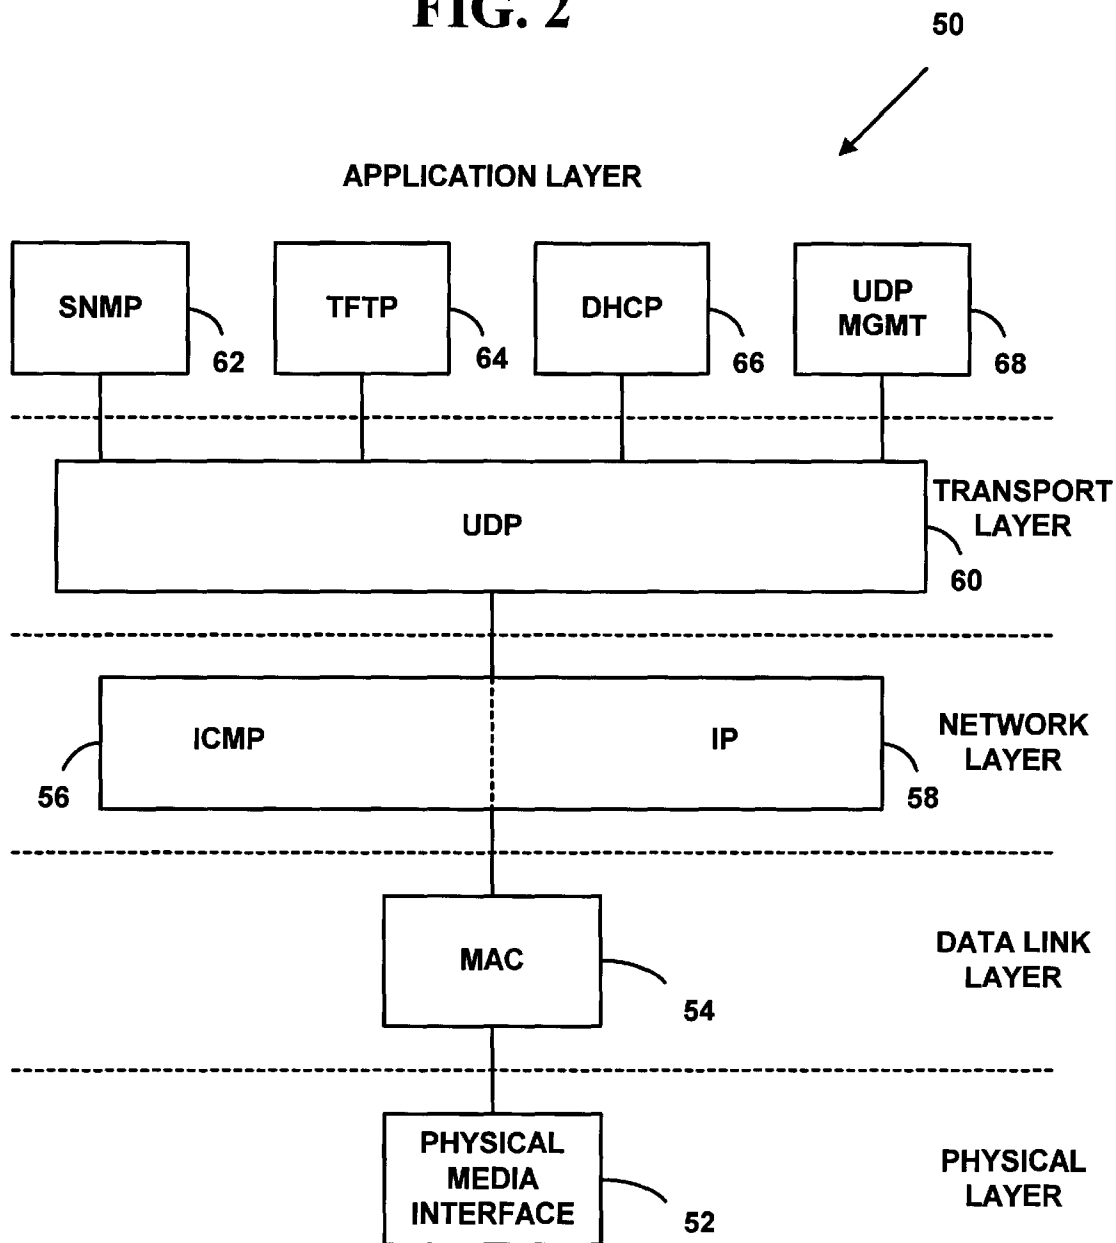 FIG. 2
50
APPLICATION LAYER
SNMP
62
TFTP
64
DHCP
66
UDP
MGMT
68
UDP
TRANSPORT
LAYER
60
ICMP
56
IP
58
NETWORK
LAYER
MAC
54
DATA LINK
LAYER
PHYSICAL
MEDIA
INTERFACE
52
PHYSICAL
LAYER